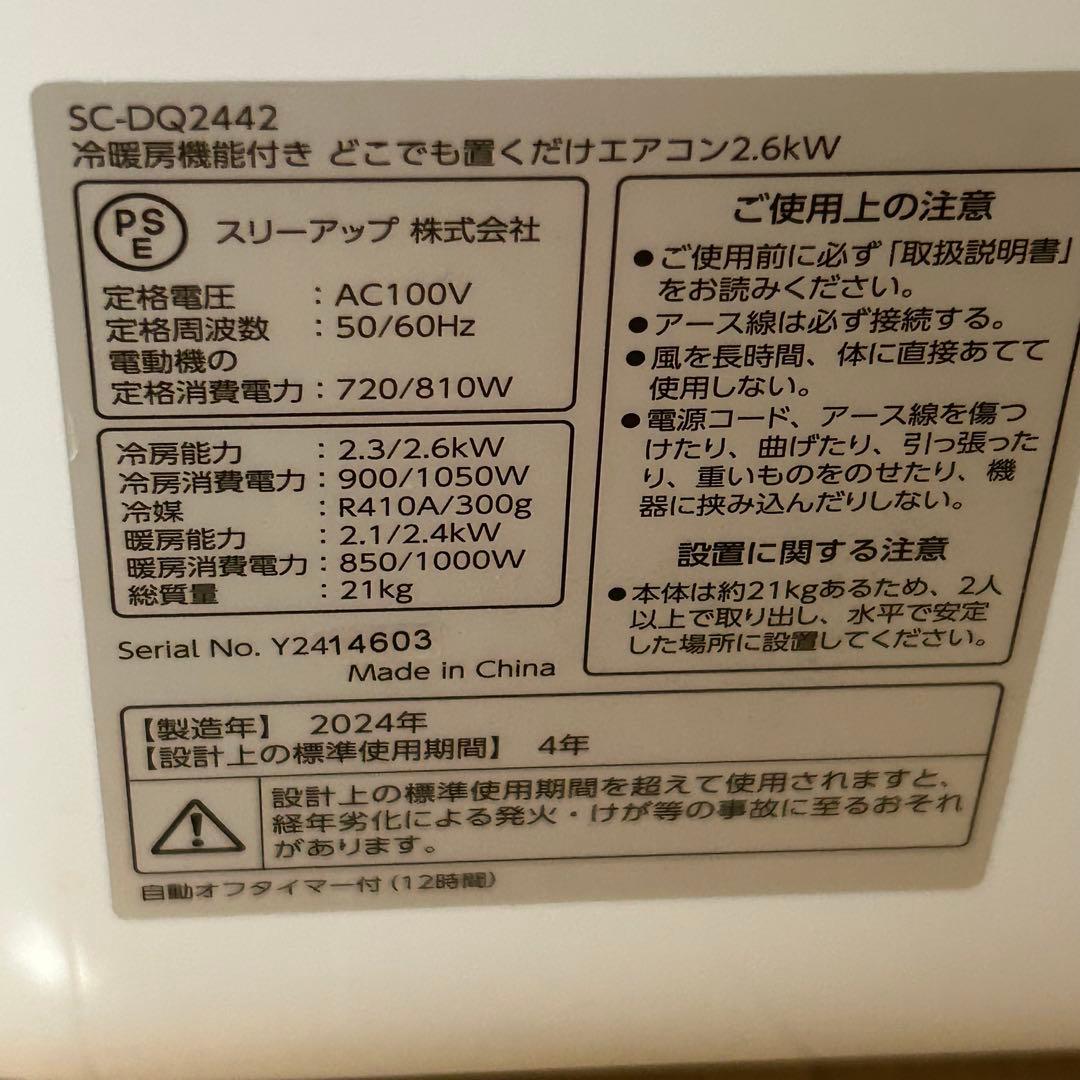 SC-DQ2442
冷暖房機能付き どこでも置くだけエアコン2.6kW
PS
E
スリーアップ 株式会社
定格電圧 : AC100V
定格周波数 : 50/60Hz
電動機の
定格消費電力 : 720/810W
冷房能力 : 2.3/2.6kW
冷房消費電力 : 900/1050W
冷媒 : R410A/300g
暖房能力 : 2.1/2.4kW
暖房消費電力 : 850/1000W
総質量 : 21kg
Serial No. Y2414603
Made in China
ご使用上の注意
●ご使用前に必ず「取扱説明書」
をお読みください。
●アース線は必ず接続する。
●風を長時間、体に直接あてて
使用しない。
●電源コード、アース線を傷つ
けたり、曲げたり、引っ張った
り、重いものをのせたり、機
器に挟み込んだりしない。
設置に関する注意
●本体は約21kgあるため、2人
以上で取り出し、水平で安定
した場所に設置してください。
【製造年】 2024年
【設計上の標準使用期間】 4年
設計上の標準使用期間を超えて使用されますと、
経年劣化による発火・けが等の事故に至るおそれ
があります。
自動オフタイマー付(12時間)